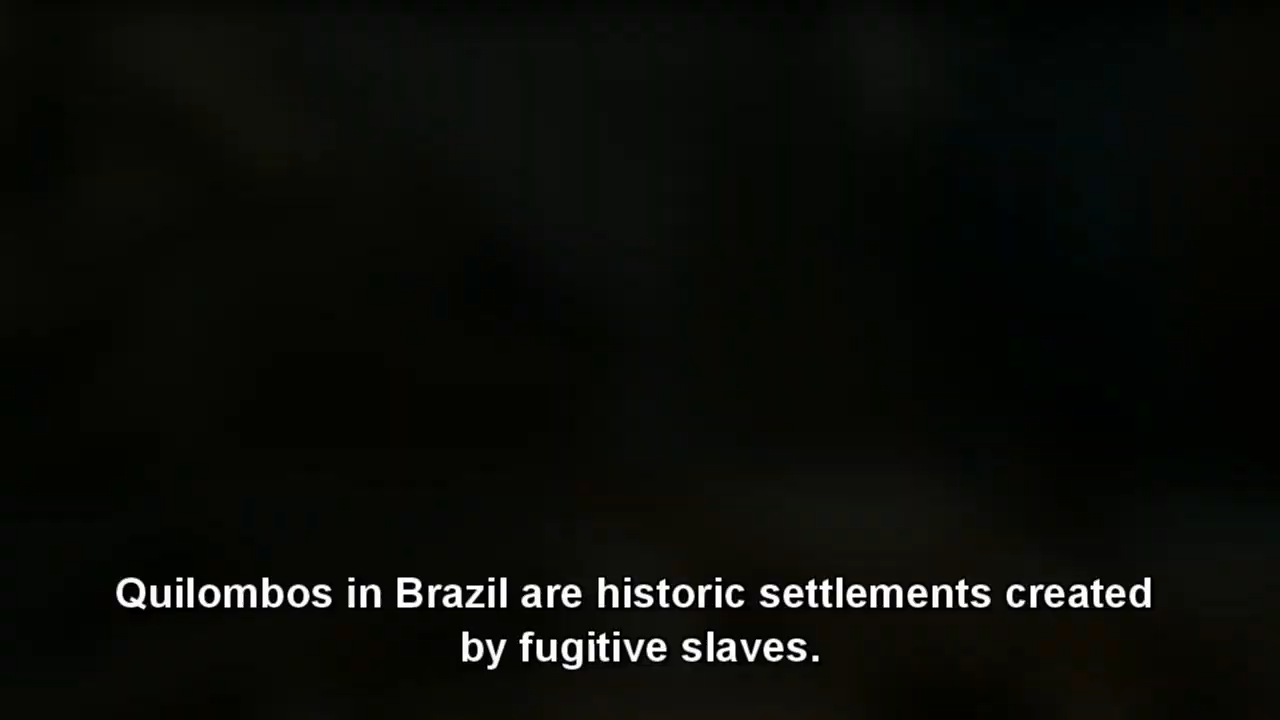 Quilombos in Brazil are historic settlements created
by fugitive slaves.